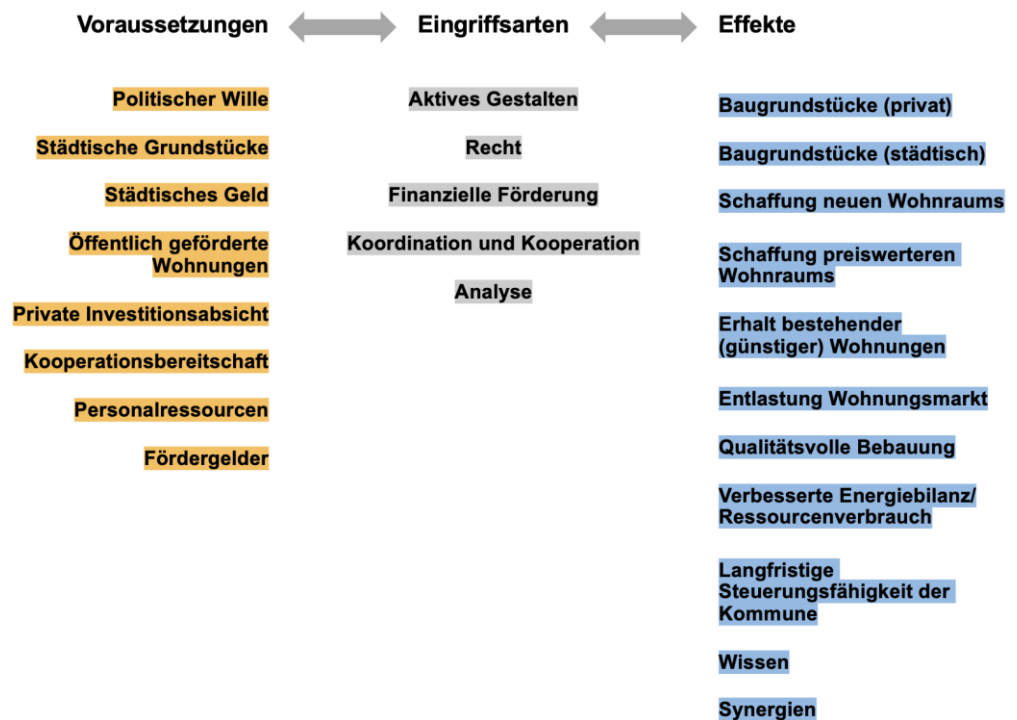 Voraussetzungen
Eingriffsarten
Effekte
Politischer Wille
Städtische Grundstücke
Städtisches Geld
Öffentlich geförderte
Wohnungen
Private Investitionsabsicht
Kooperationsbereitschaft
Personalressourcen
Fördergelder
Aktives Gestalten
Recht
Finanzielle Förderung
Koordination und Kooperation
Analyse
Baugrundstücke (privat)
Baugrundstücke (städtisch)
Schaffung neuen Wohnraums
Schaffung preiswerteren
Wohnraums
Erhalt bestehender
(günstiger) Wohnungen
Entlastung Wohnungsmarkt
Qualitätsvolle Bebauung
Verbesserte Energiebilanz/
Ressourcenverbrauch
Langfristige
Steuerungsfähigkeit der
Kommune
Wissen
Synergien